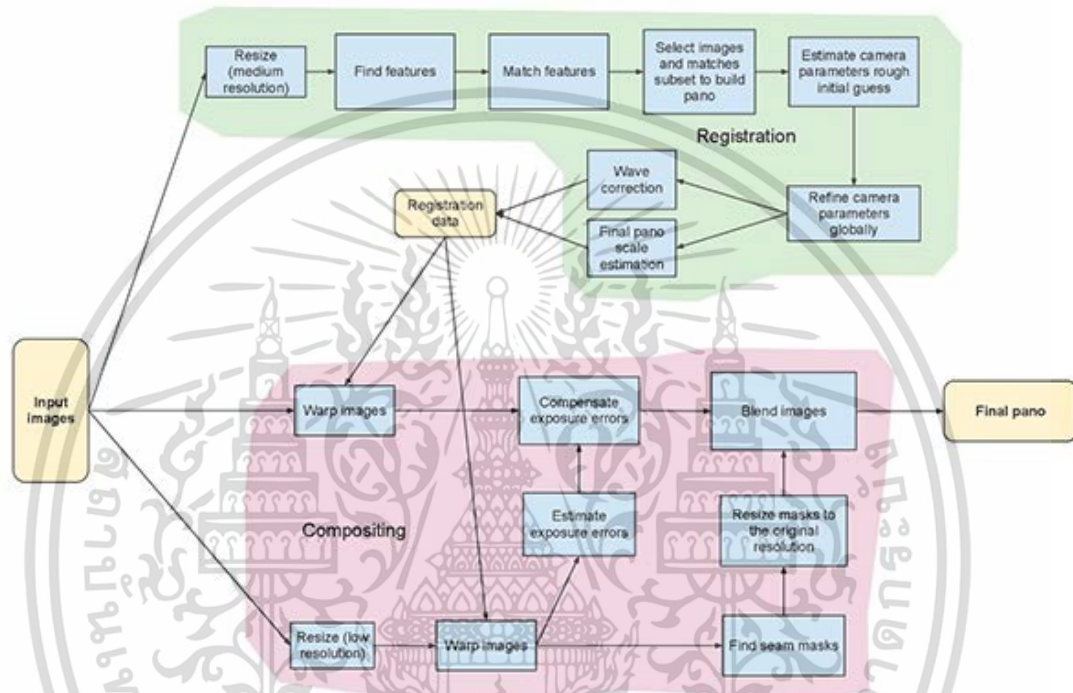 Resize
(medium
resolution)
Find features
Match features
Select images
and matches
subset to build
pano
Estimate camera
parameters rough
initial guess
Registration
Wave
correction
Refine camera
parameters
globally
Registration
data
Final pano
scale
estimation
Input
images
Warp images
Compensate
exposure errors
Blend images
Final pano
Compositing
Estimate
exposure errors
Resize masks to
the original
resolution
Resize (low
resolution)
Warp images
Find seam masks